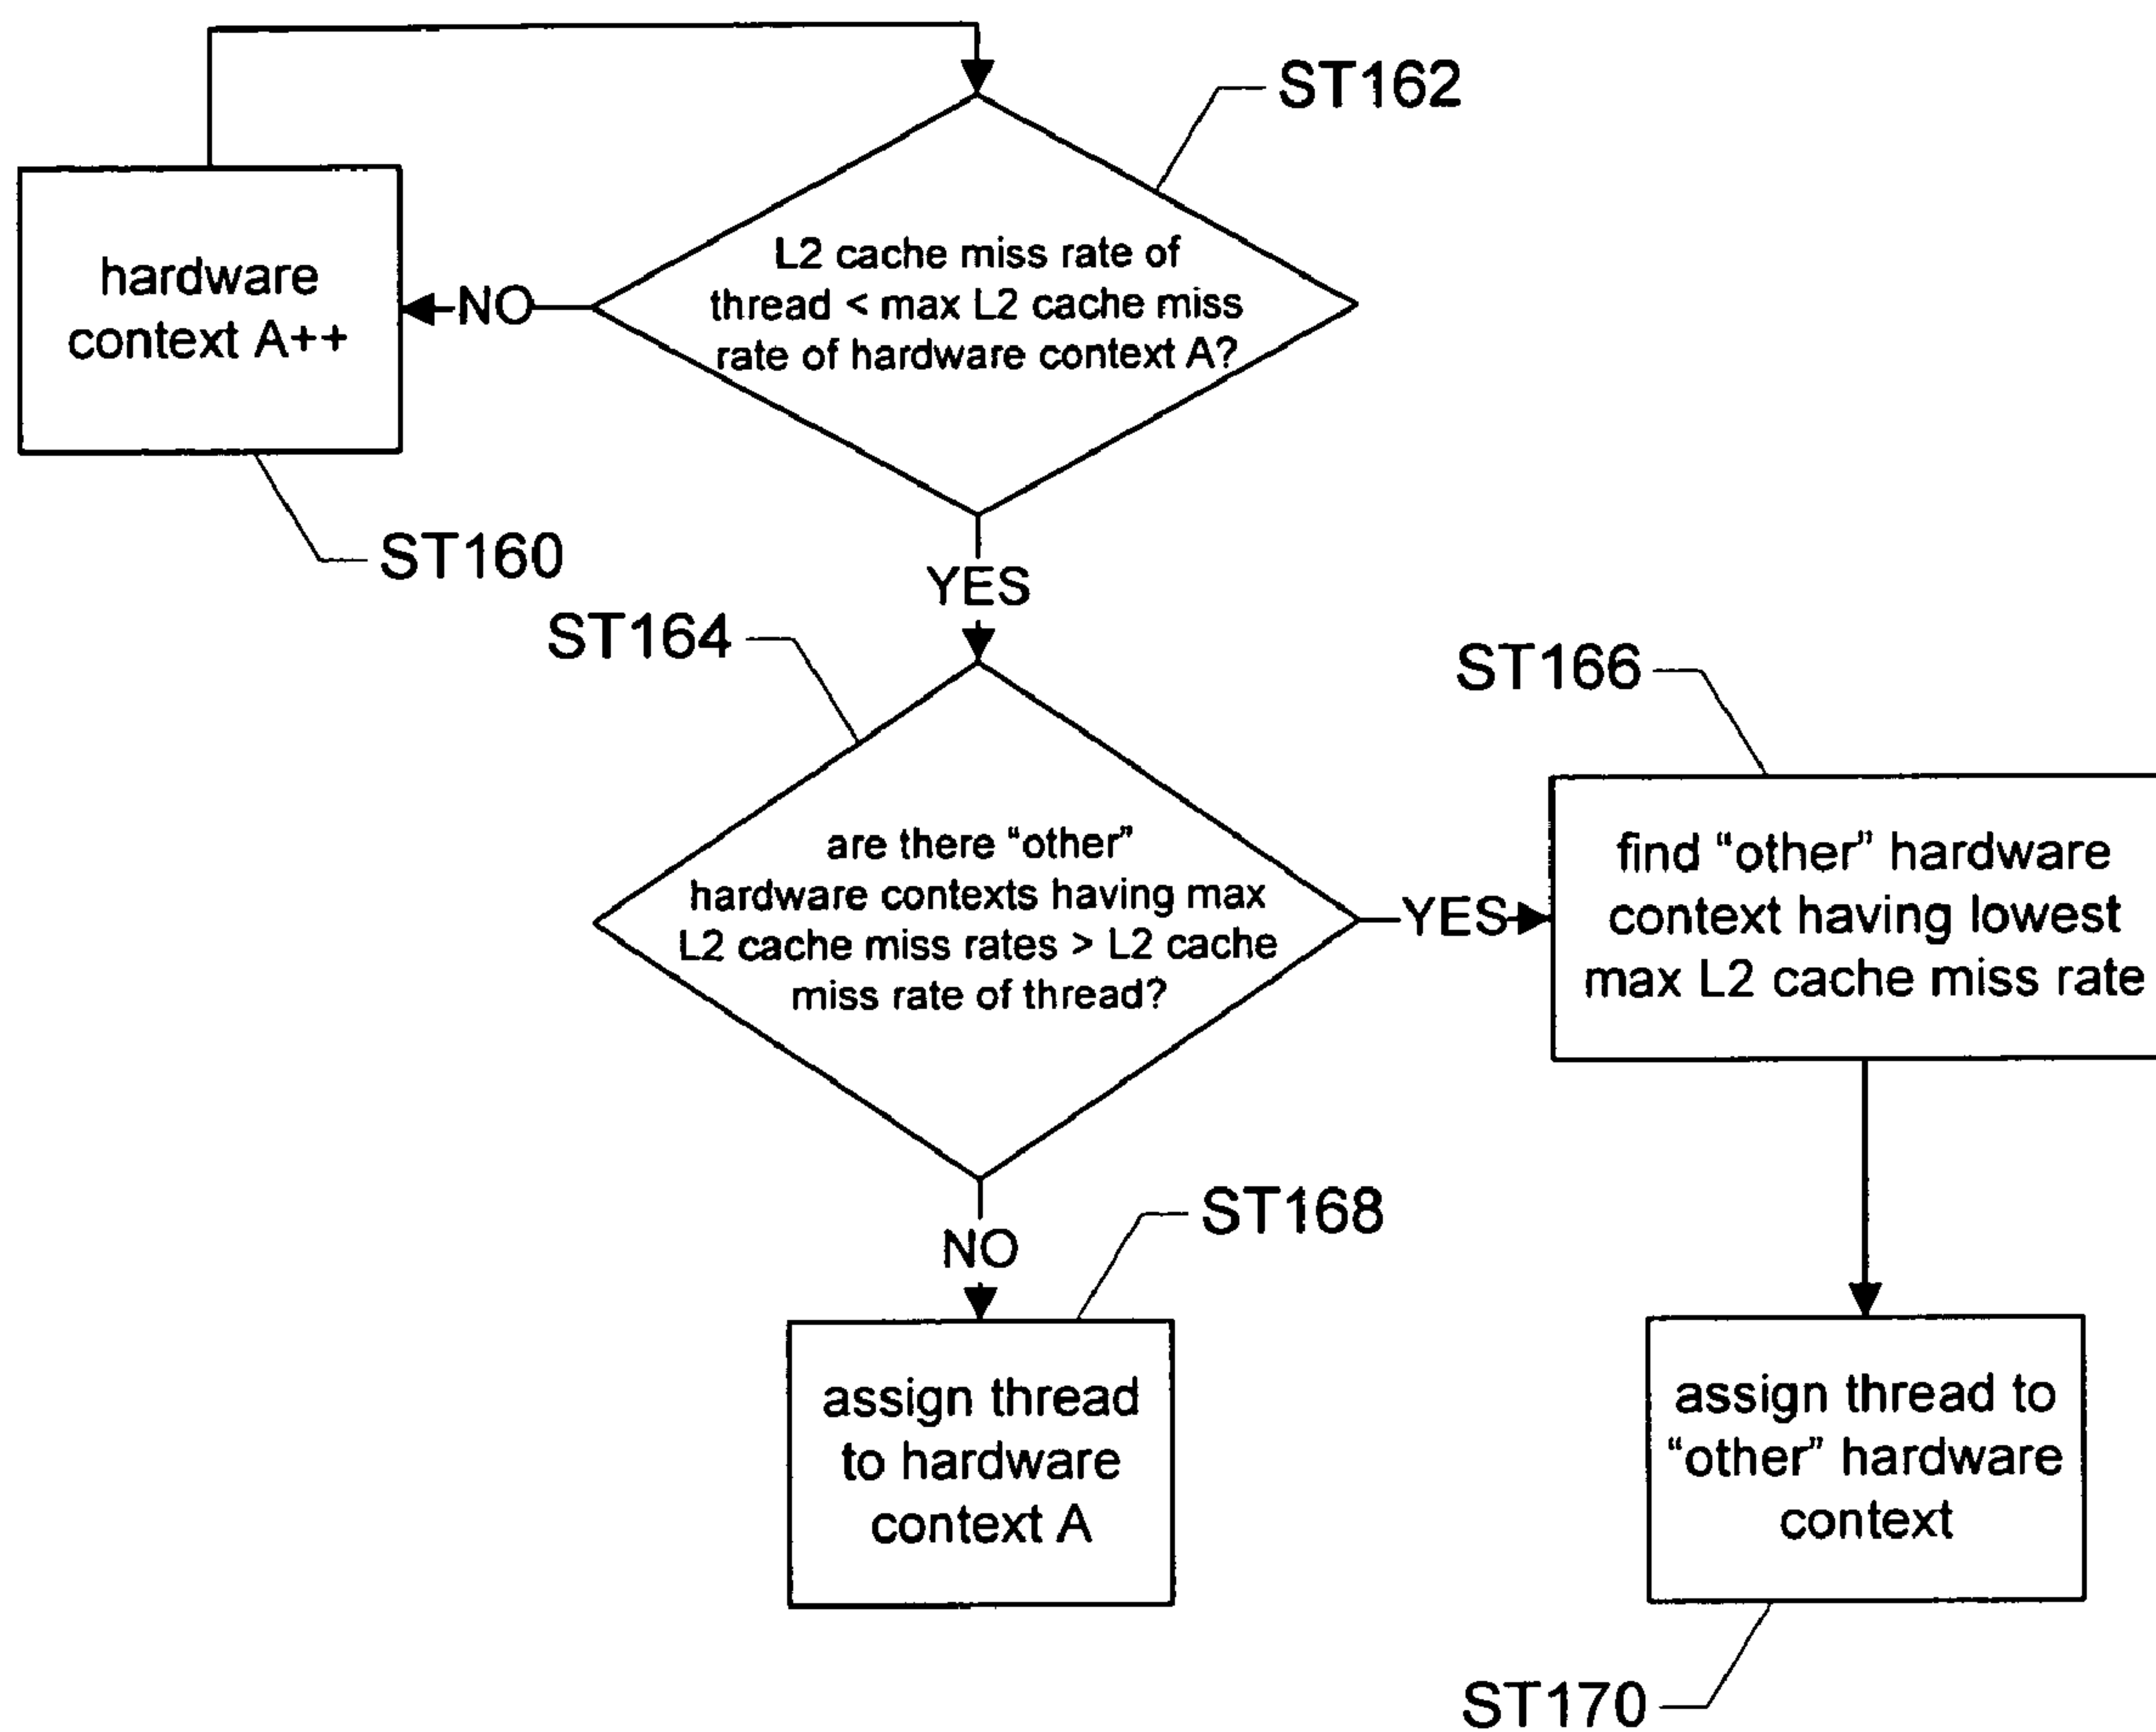 ST162
L2 cache miss rate of
thread < max L2 cache miss
rate of hardware context A?
hardware
context A++
NO
ST160
YES
ST164
ST166
are there “other”
hardware contexts having max
L2 cache miss rates > L2 cache
miss rate of thread?
YES
find “other” hardware
context having lowest
max L2 cache miss rate
NO
ST168
assign thread
to hardware
context A
assign thread to
“other” hardware
context
ST170